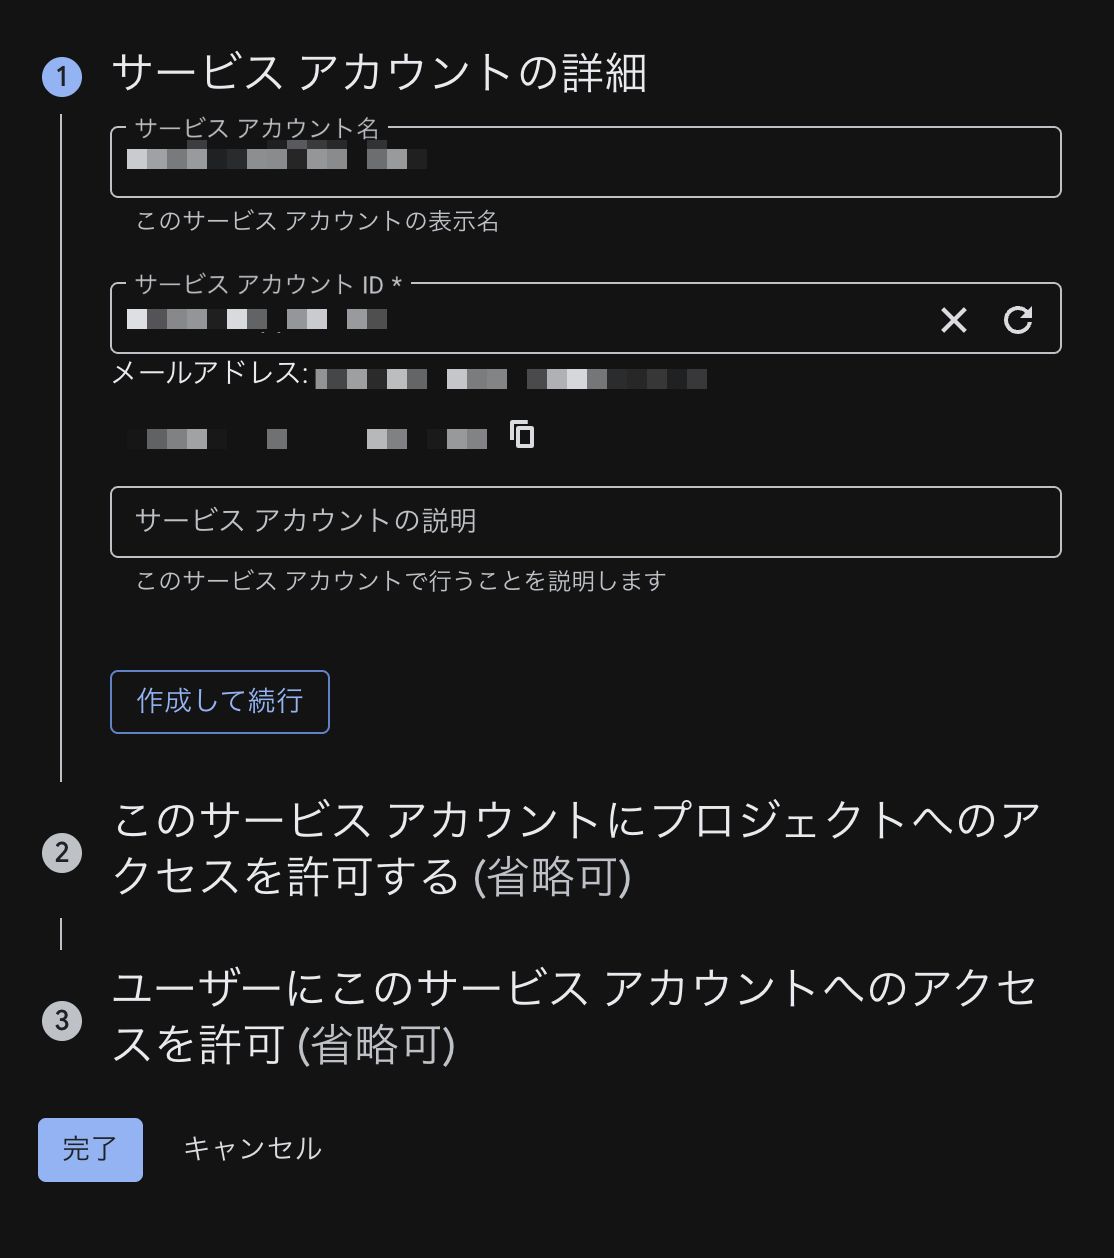 1 サービス アカウントの詳細
サービス アカウント名
このサービス アカウントの表示名
サービス アカウント ID *
メールアドレス:
サービス アカウントの説明
このサービス アカウントで行うことを説明します
作成して続行
2 このサービス アカウントにプロジェクトへのア
クセスを許可する (省略可)
3 ユーザーにこのサービス アカウントへのアクセ
スを許可 (省略可)
完了 キャンセル